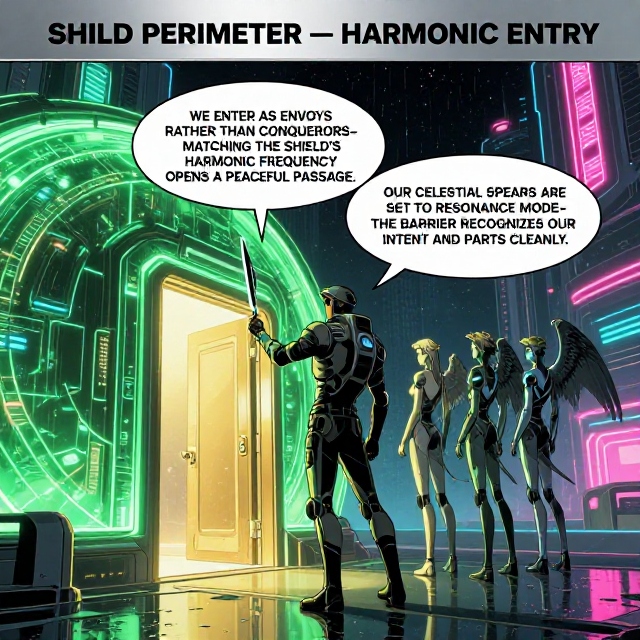 SHILD PERIMETER — HARMONIC ENTRY
WE ENTER AS ENVOYS
RATHER THAN CONQUERORS–
MATCHING THE SHIELD'S
HARMONIC FREQUENCY
OPENS A PEACEFUL PASSAGE.
OUR CELESTIAL SPEARS ARE
SET TO RESONANCE MODE–
THE BARRIER RECOGNIZES OUR
INTENT AND PARTS CLEANLY.